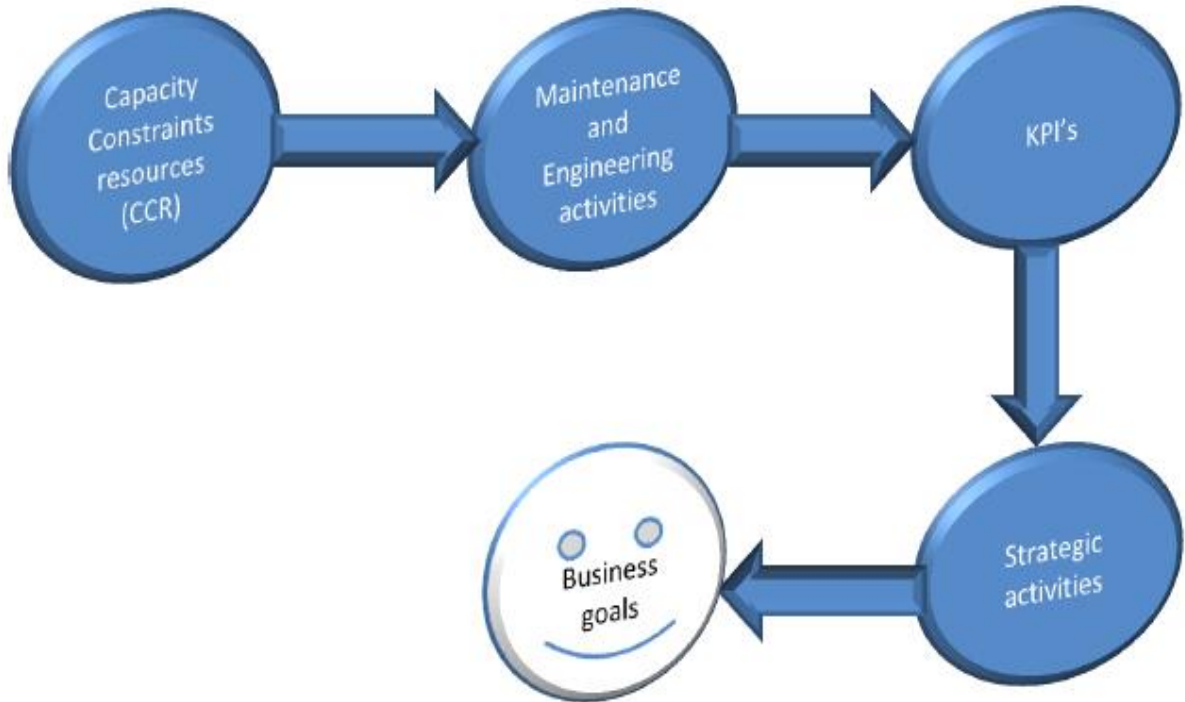 Capacity
Constraints
resources
(CCR)
Maintenance
and
Engineering
activities
KPI's
Strategic
activities
Business
goals